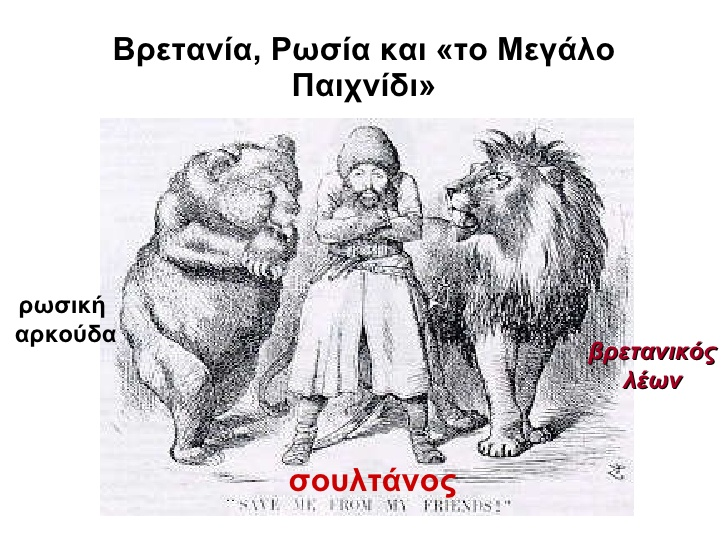 Βρετανία, Ρωσία και «το Μεγάλο
Παιχνίδι»
ρωσική
αρκούδα
βρετανικός
λέων
σουλτάνος
"SAVE ME FROM MY FRIENDS!"